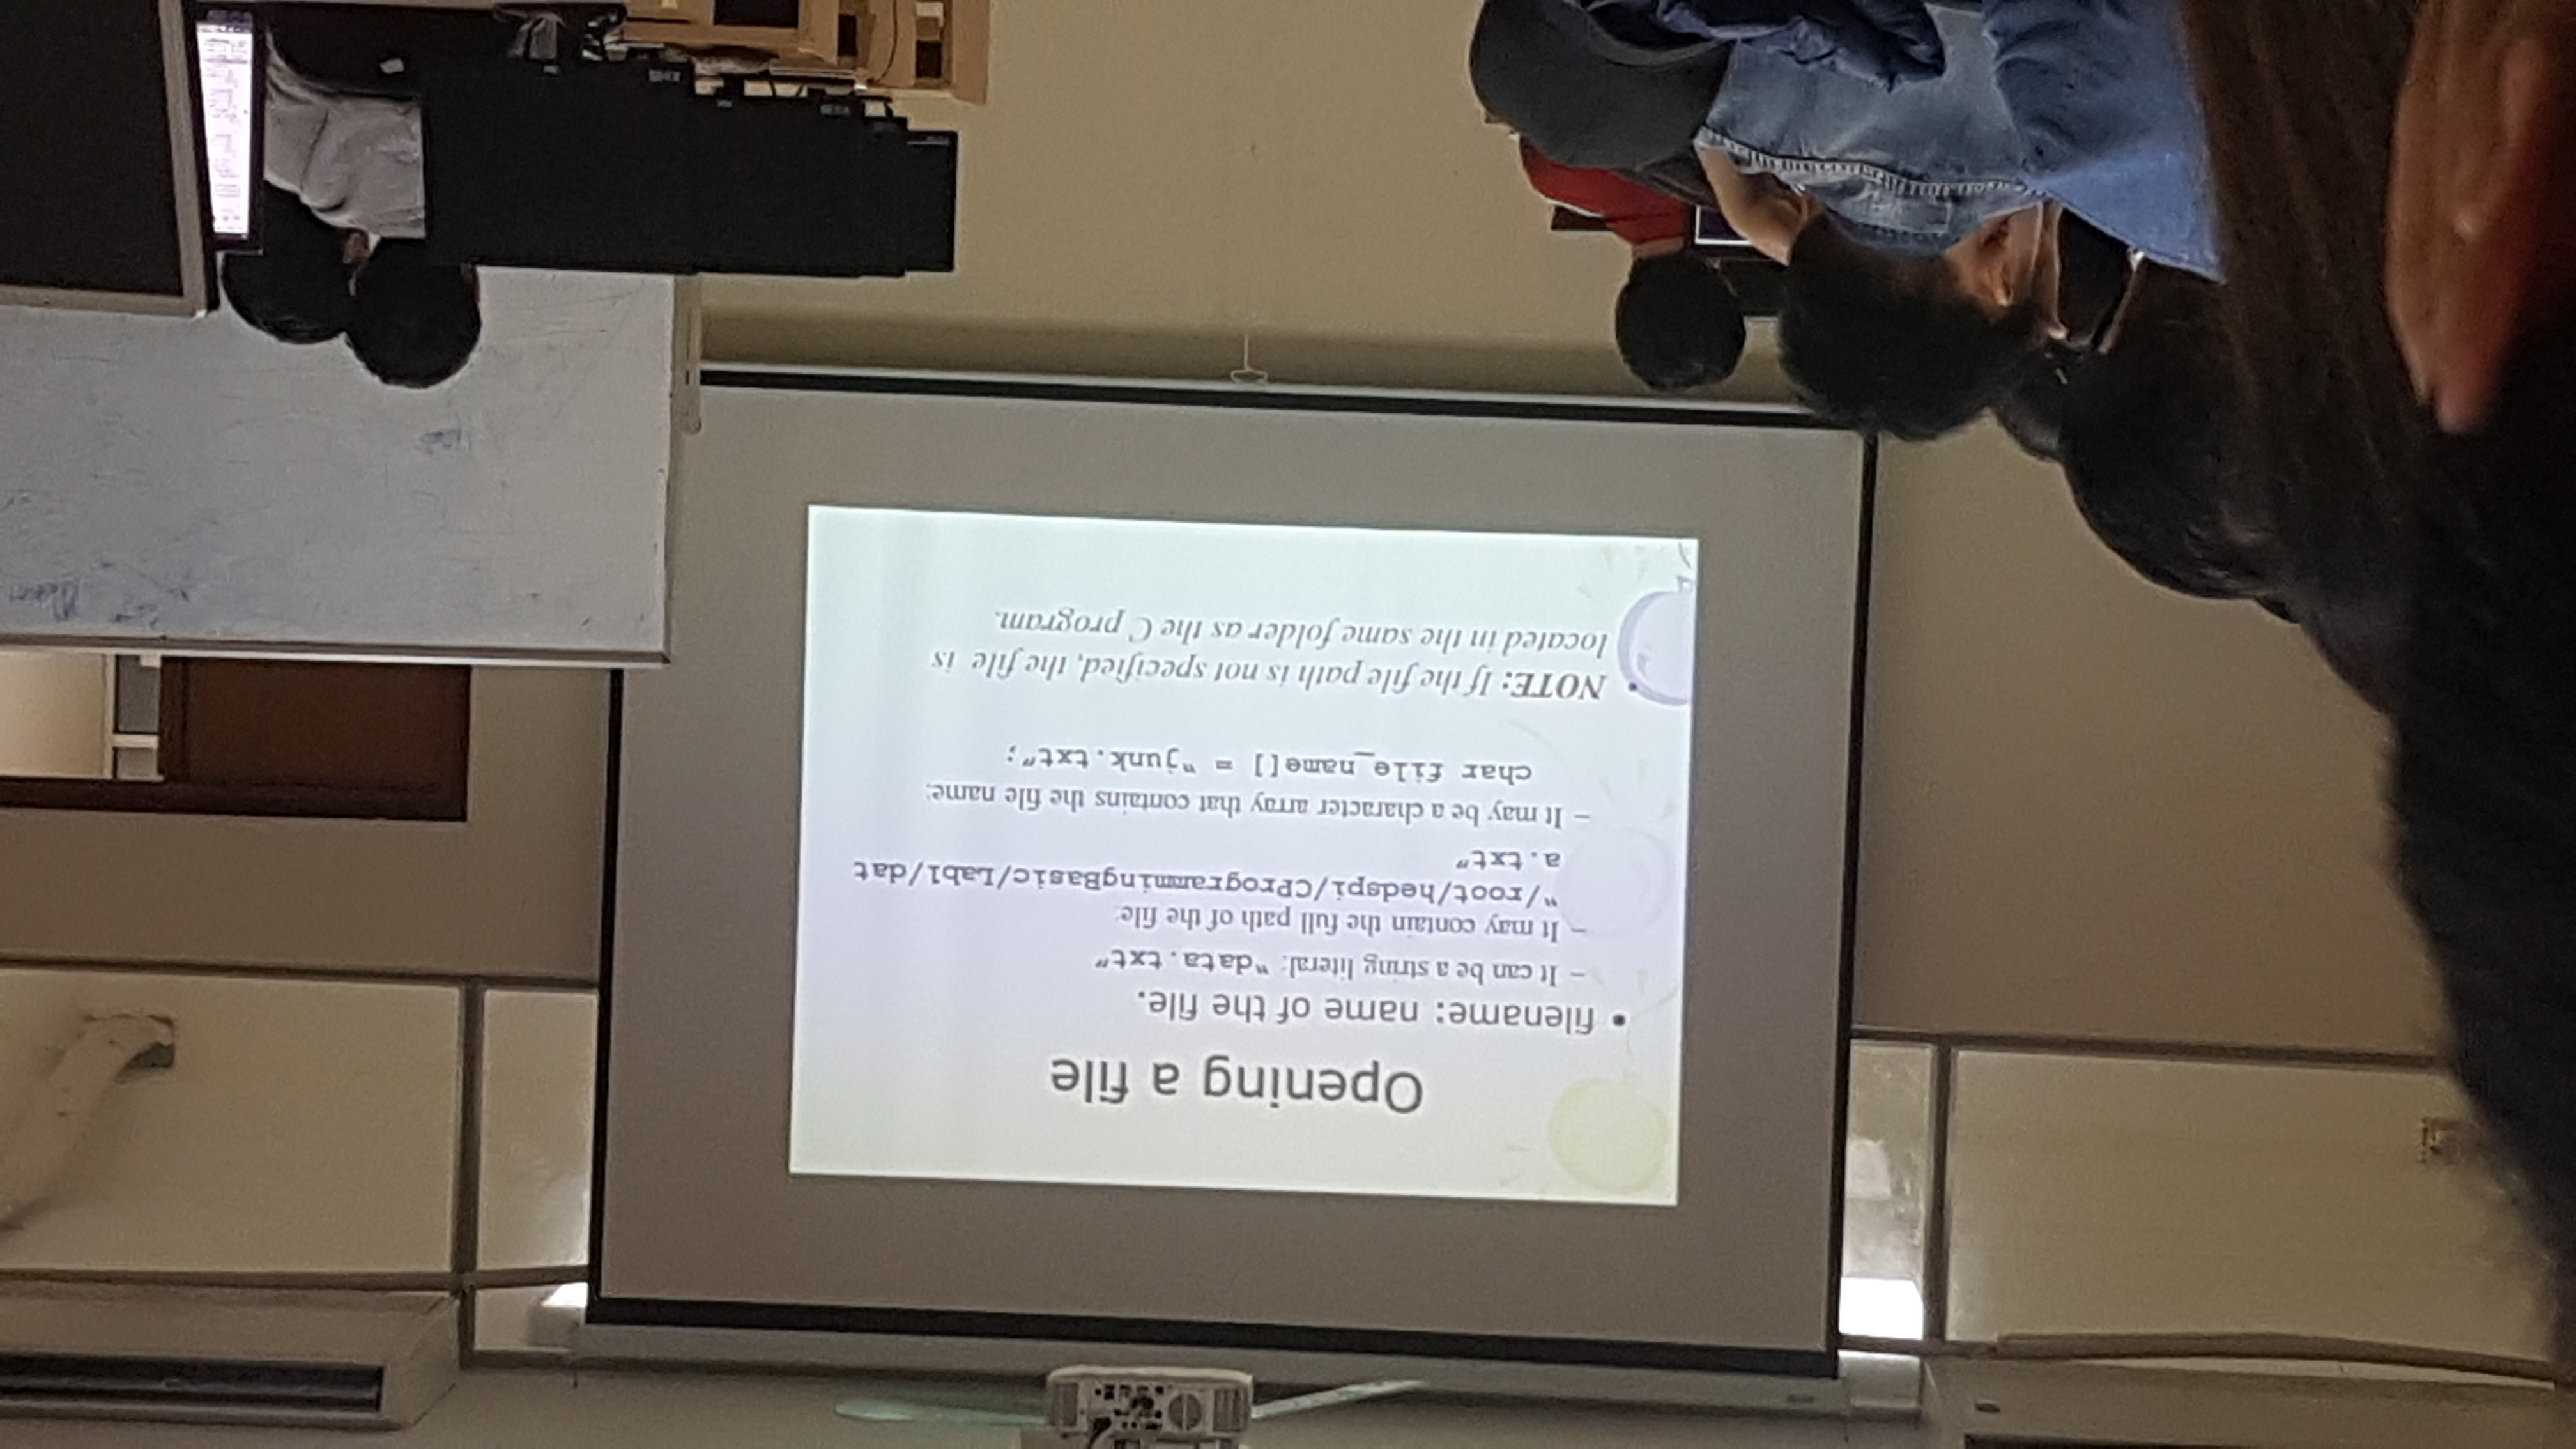 Opening a file
• filename: name of the file.
– It can be a string literal: “data.txt”
– It may contain the full path of the file:
“/root/hedspi/CProgrammingBasic/Lab1/dat
a.txt”
– It may be a character array that contains the file name:
char file_name[] = “junk.txt”;
• NOTE: If the file path is not specified, the file is
located in the same folder as the C program.